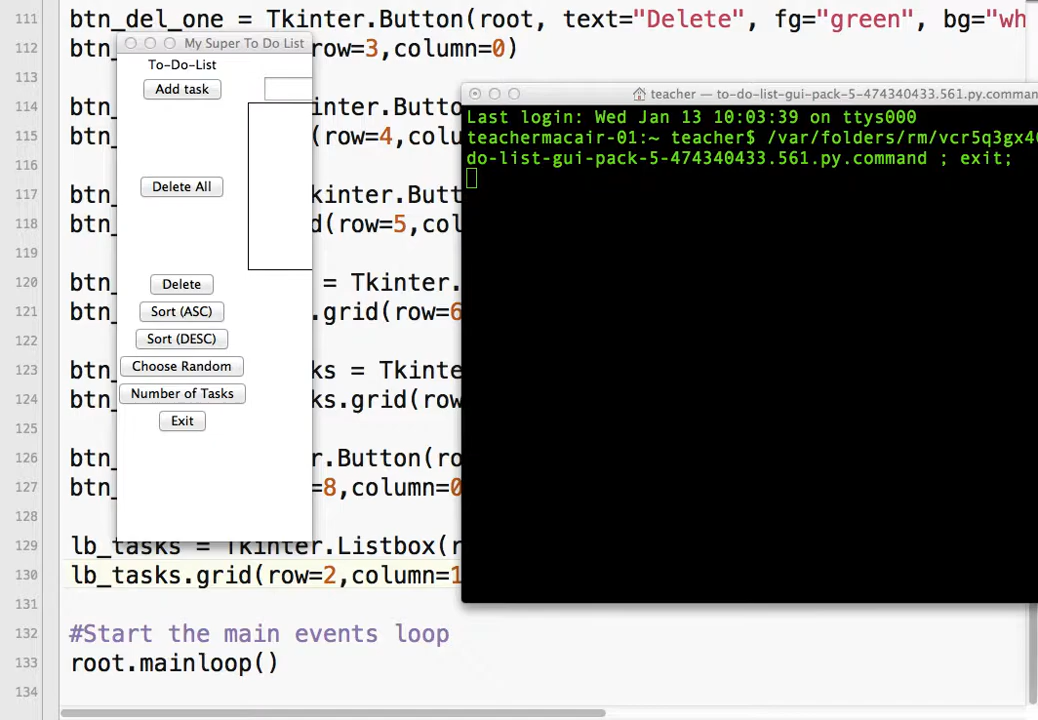 111 btn_del_one = Tkinter.Button(root, text="Delete", fg="green", bg="wh
112 btn_ row=3,column=0)
113
114 btn_ inter.Butt
115 btn_ (row=4,colu
116
117 btn_ kinter.But
118 btn_ d(row=5,co
119
120 btn_ = Tkinter.
121 btn_ .grid(row=6
122
123 btn_ ks = Tkinte
124 btn_ ks.grid(row
125
126 btn_ er.Button(ro
127 btn_ =8,column=0
128
129 lb_tasks = Tkinter.Listbox(r
130 lb_tasks.grid(row=2,column=1
131
132 #Start the main events loop
133 root.mainloop()
134
My Super To Do List
To-Do-List
Add task
Delete All
Delete
Sort (ASC)
Sort (DESC)
Choose Random
Number of Tasks
Exit
teacher — to-do-list-gui-pack-5-474340433.561.py.comman
Last login: Wed Jan 13 10:03:39 on ttys000
teachermacair-01:~ teacher$ /var/folders/rm/vcr5q3gx4
do-list-gui-pack-5-474340433.561.py.command ; exit;